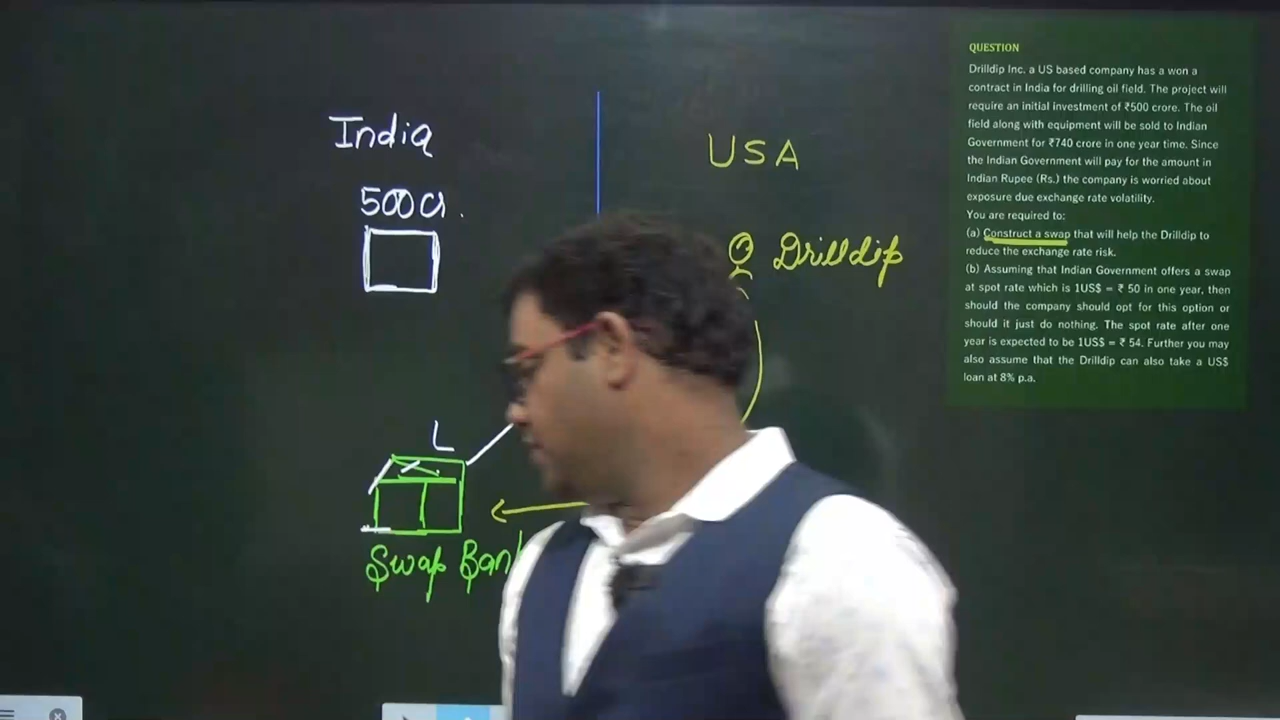 India
USA
500 Cr.
Drilldip
L
Swap Bank
QUESTION
Drilldip Inc. a US based company has a won a
contract in India for drilling oil field. The project will
require an initial investment of ₹500 crore. The oil
field along with equipment will be sold to Indian
Government for ₹740 crore in one year time. Since
the Indian Government will pay for the amount in
Indian Rupee (Rs.) the company is worried about
exposure due exchange rate volatility.
You are required to:
(a) Construct a swap that will help the Drilldip to
reduce the exchange rate risk.
(b) Assuming that Indian Government offers a swap
at spot rate which is 1US$ = ₹ 50 in one year, then
should the company should opt for this option or
should it just do nothing. The spot rate after one
year is expected to be 1US$ = ₹ 54. Further you may
also assume that the Drilldip can also take a US$
loan at 8% p.a.